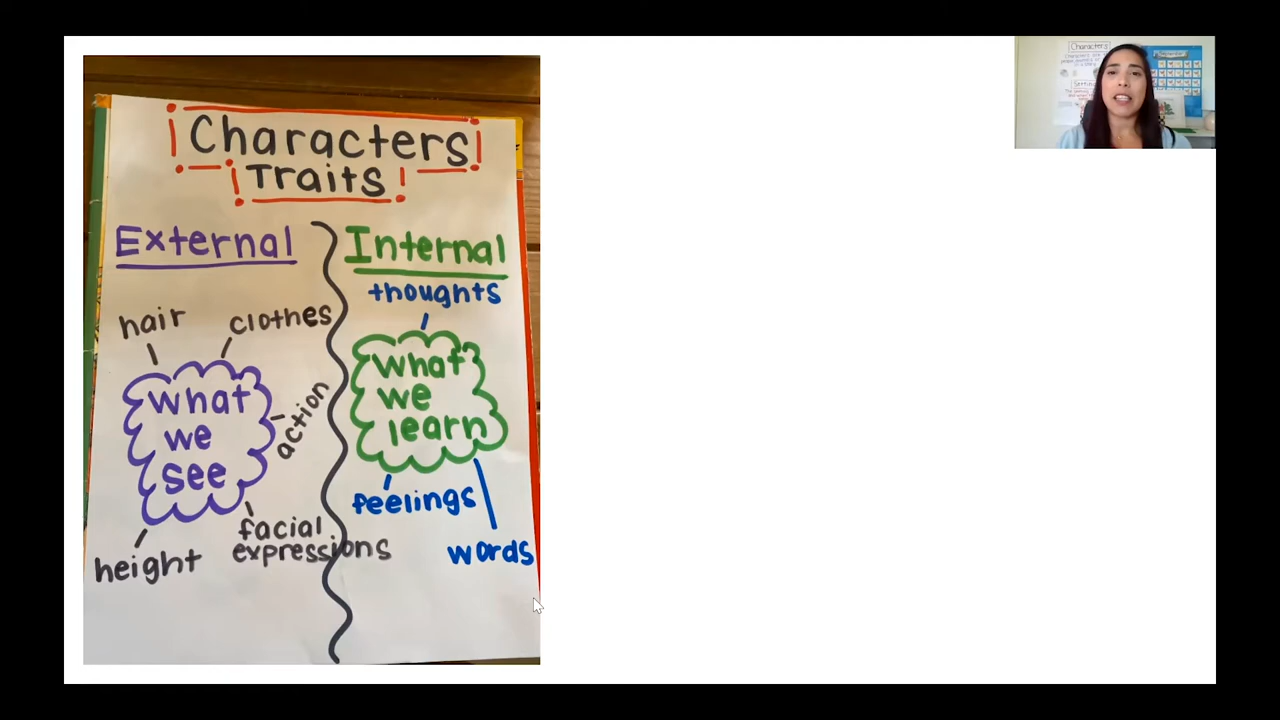 Characters
Traits
External
hair
clothes
what
we
see
action
height
facial
expressions
Internal
thoughts
what
we
learn
feelings
words
Characters